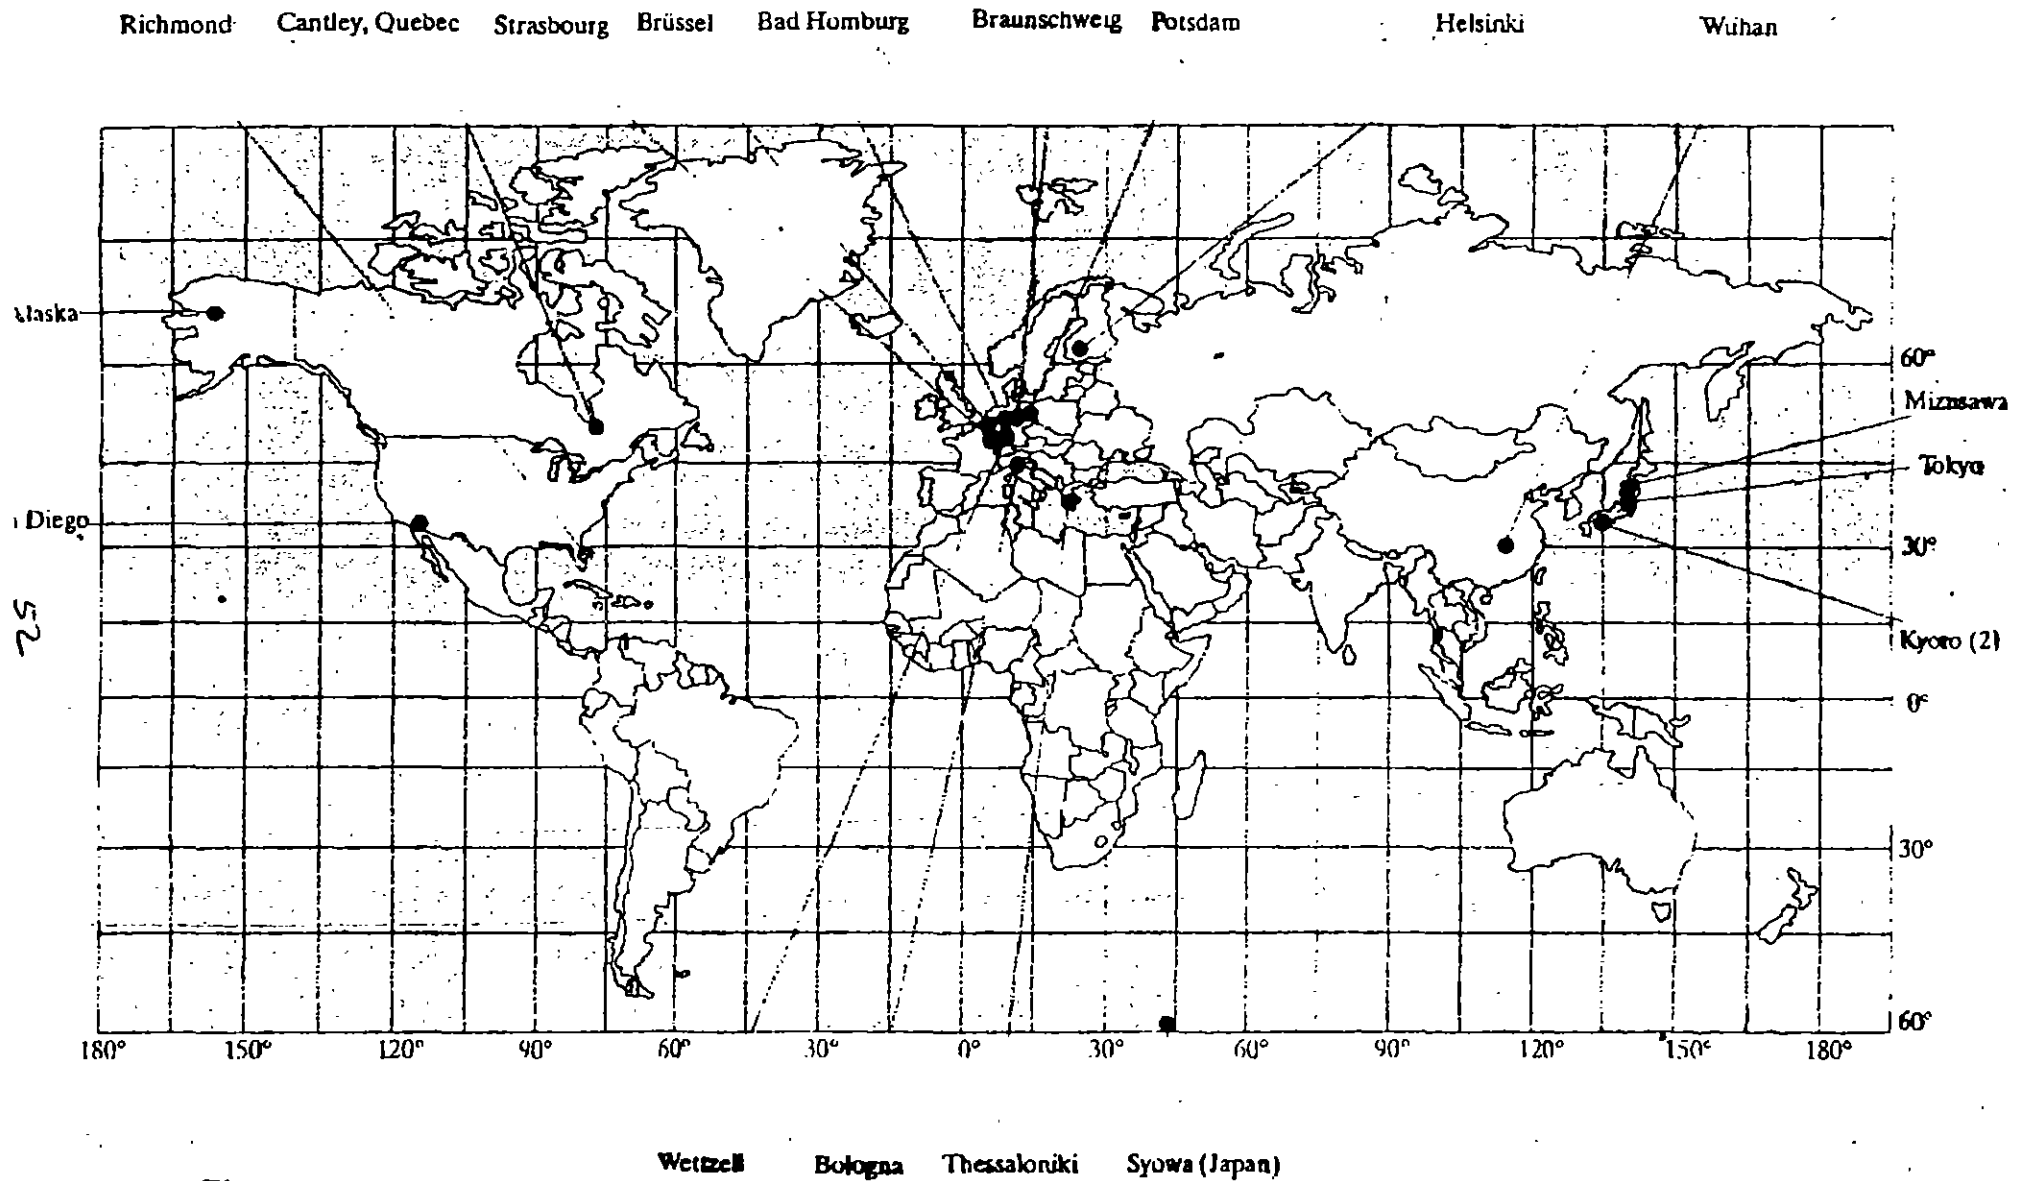 Richmond Cantley, Quebec Strasbourg Brüssel Bad Homburg Braunschweig Potsdam Helsinki Wuhan
Alaska
60°
Miznsawa
Tokyo
Diego
30°
52
Kyoto (2)
0°
30°
60°
180° 150° 120° 90° 60° 30° 0° 30° 60° 90° 120° 150° 180°
Wettzell Bologna Thessaloniki Syowa (Japan)